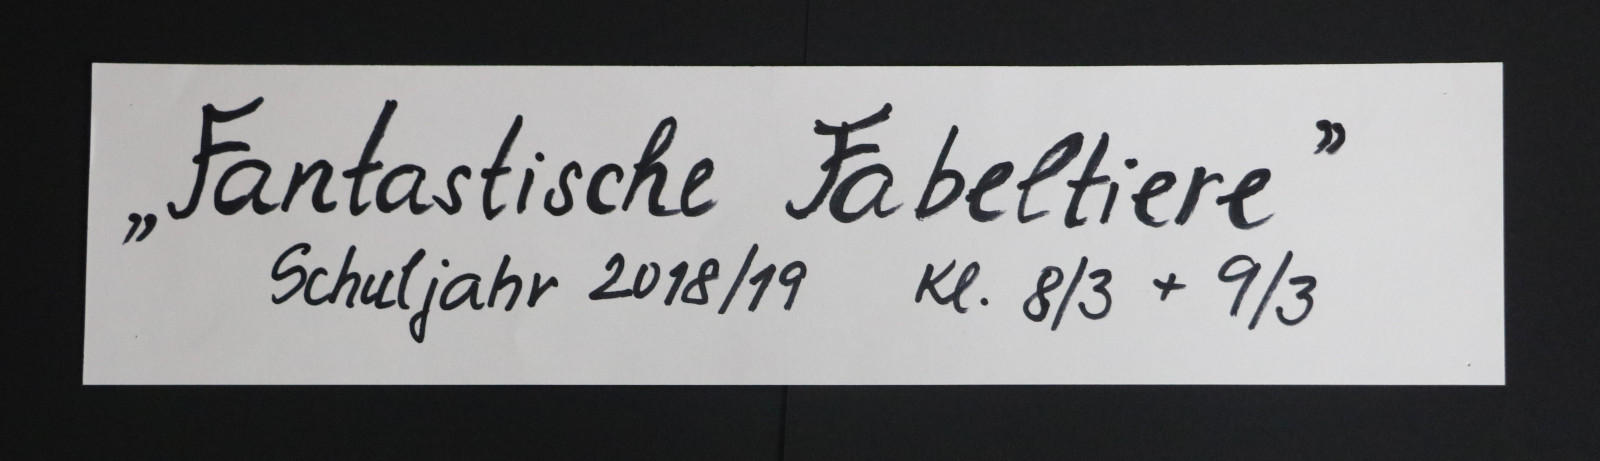 „Fantastische Fabeltiere”
Schuljahr 2018/19 Kl. 8/3 + 9/3